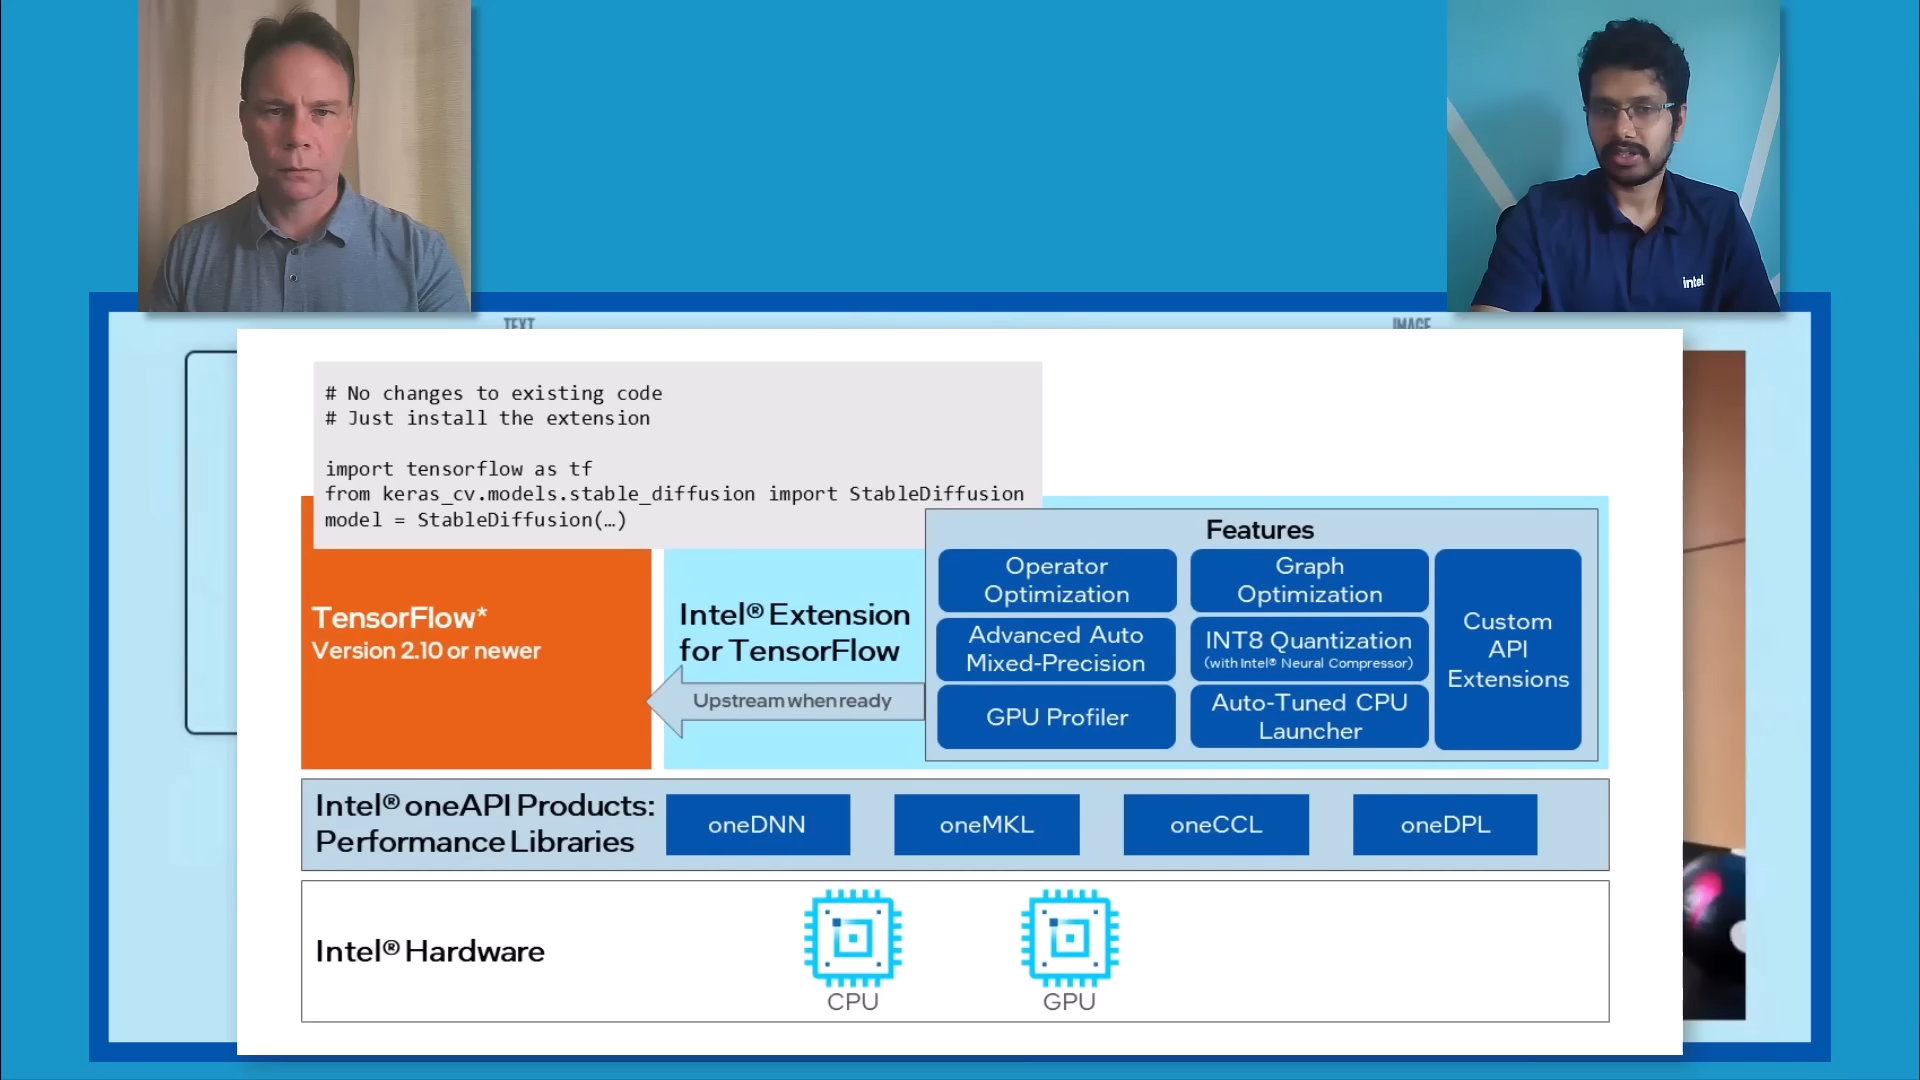 intel
TEXT
IMAGE
# No changes to existing code
# Just install the extension
import tensorflow as tf
from keras_cv.models.stable_diffusion import StableDiffusion
model = StableDiffusion(…)
TensorFlow*
Version 2.10 or newer
Intel® Extension
for TensorFlow
Upstream when ready
Features
Operator
Optimization
Graph
Optimization
Advanced Auto
Mixed-Precision
INT8 Quantization
(with Intel® Neural Compressor)
GPU Profiler
Auto-Tuned CPU
Launcher
Custom
API
Extensions
Intel® oneAPI Products:
Performance Libraries
oneDNN
oneMKL
oneCCL
oneDPL
Intel® Hardware
CPU
GPU